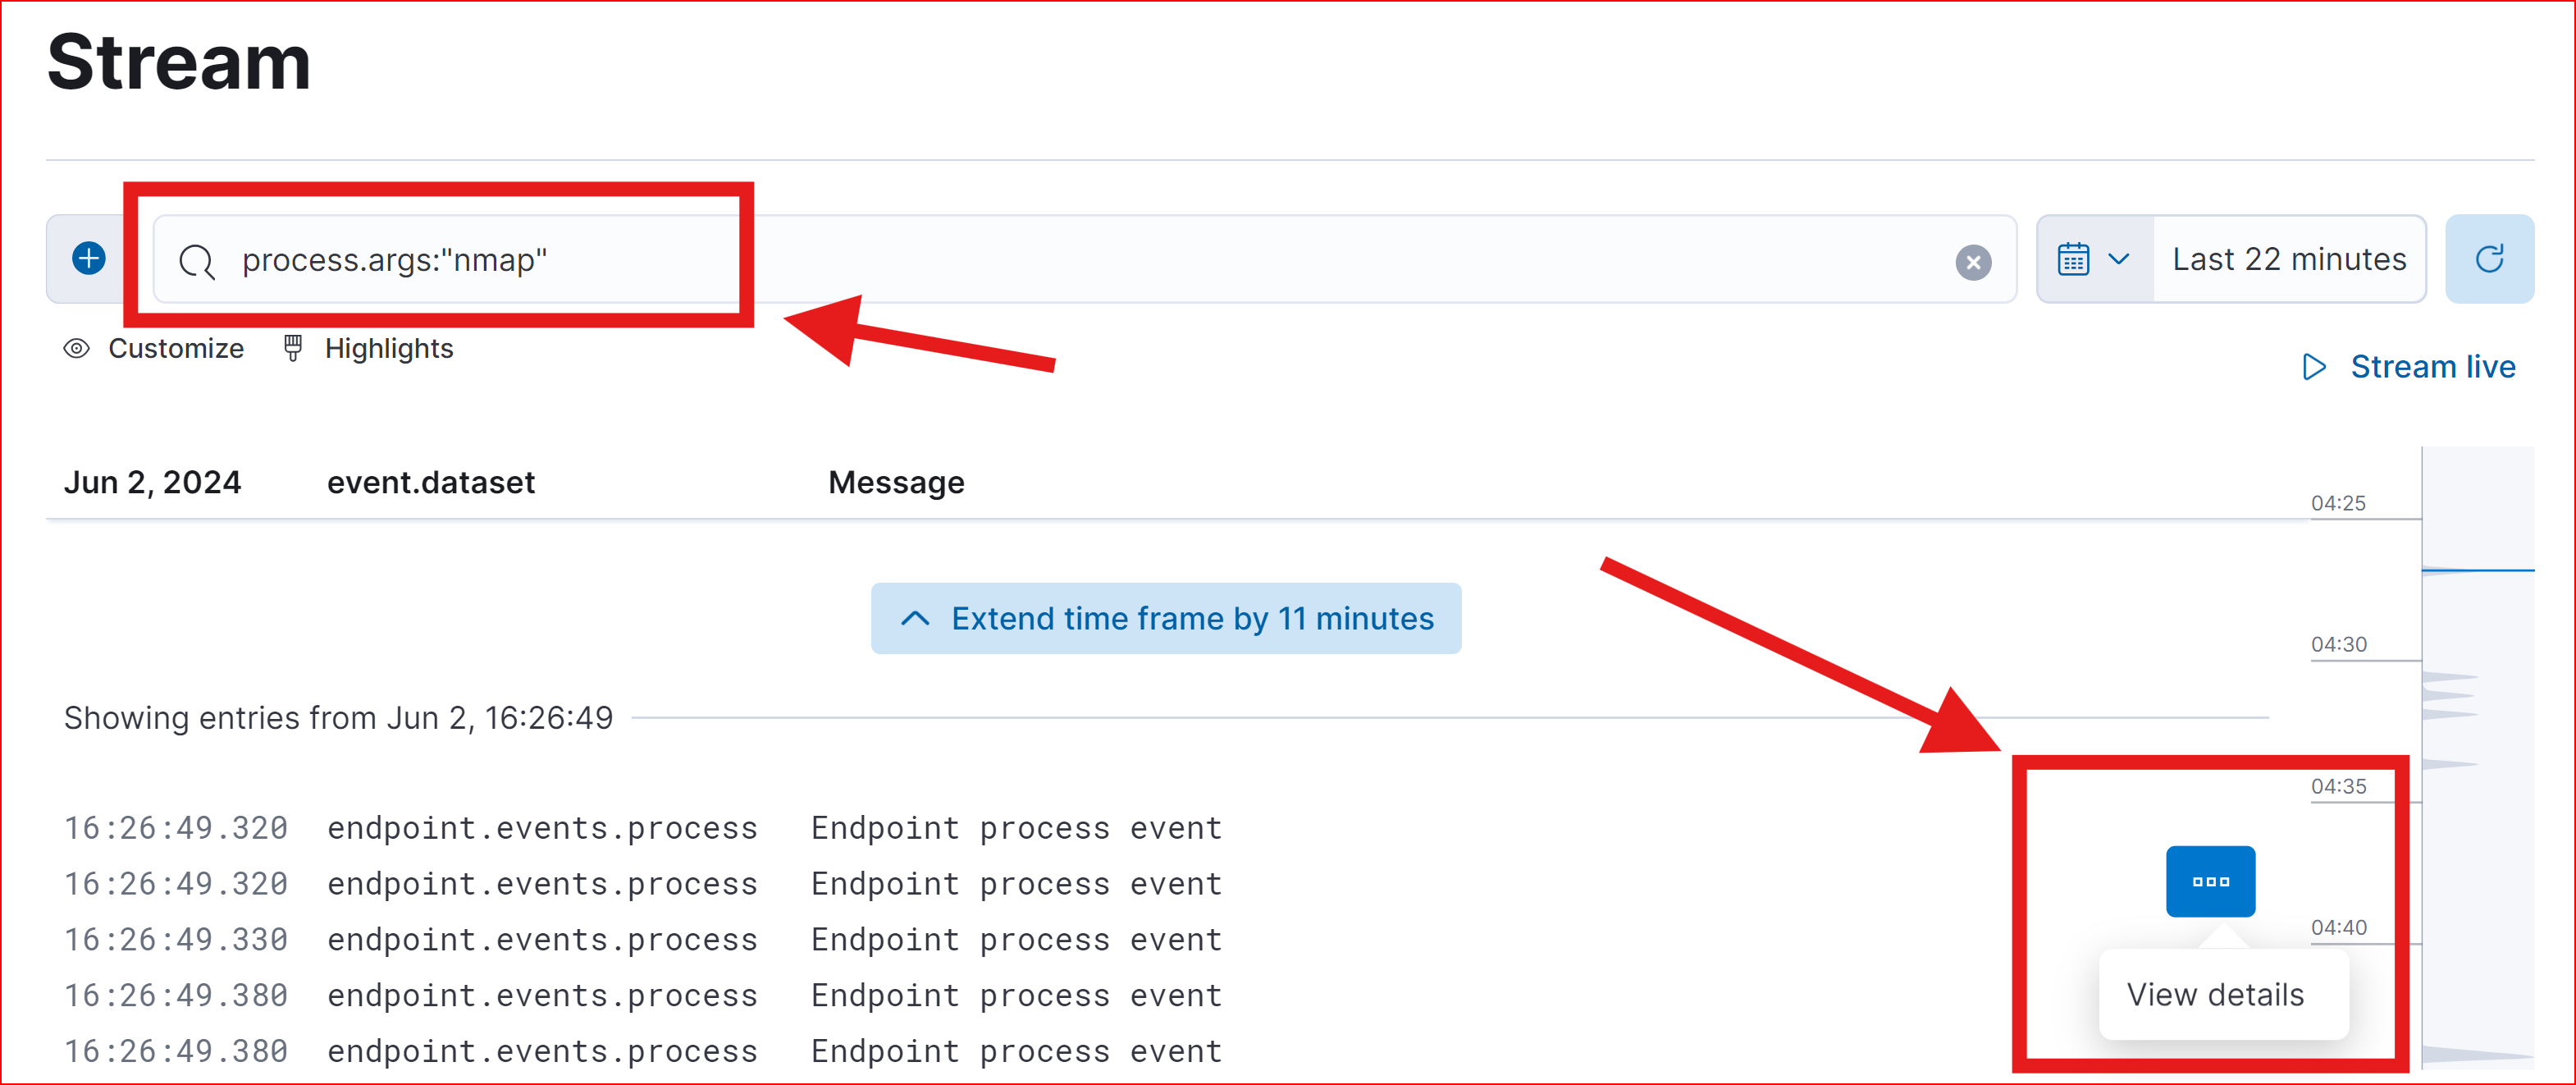 Stream
process.args:"nmap"
Last 22 minutes
Customize
Highlights
Stream live
Jun 2, 2024
event.dataset
Message
04:25
Extend time frame by 11 minutes
04:30
Showing entries from Jun 2, 16:26:49
04:35
16:26:49.320 endpoint.events.process Endpoint process event
16:26:49.320 endpoint.events.process Endpoint process event
04:40
16:26:49.330 endpoint.events.process Endpoint process event
16:26:49.380 endpoint.events.process Endpoint process event
View details
16:26:49.380 endpoint.events.process Endpoint process event